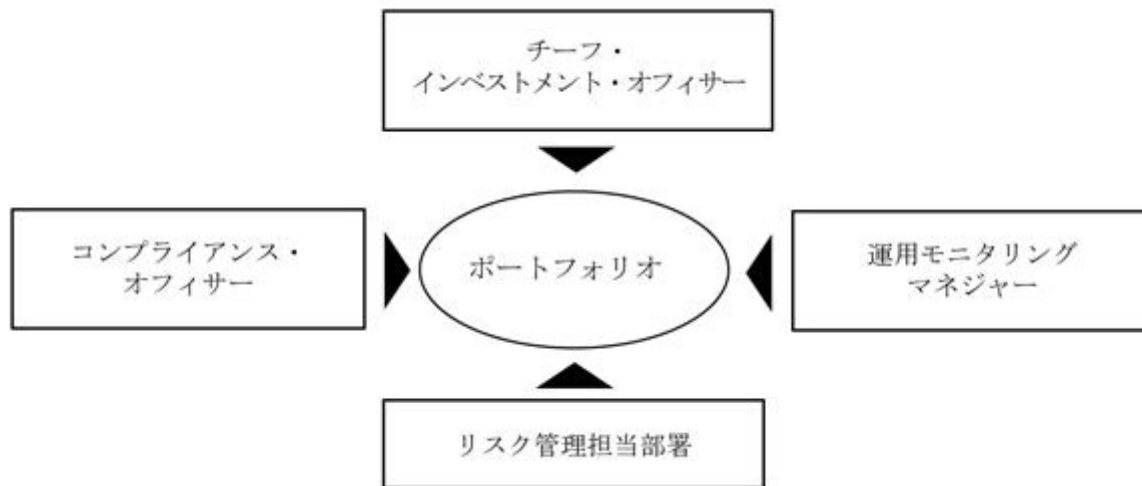 チーフ・
インベストメント・オフィサー
コンプライアンス・
オフィサー
ポートフォリオ
運用モニタリング
マネジャー
リスク管理担当部署